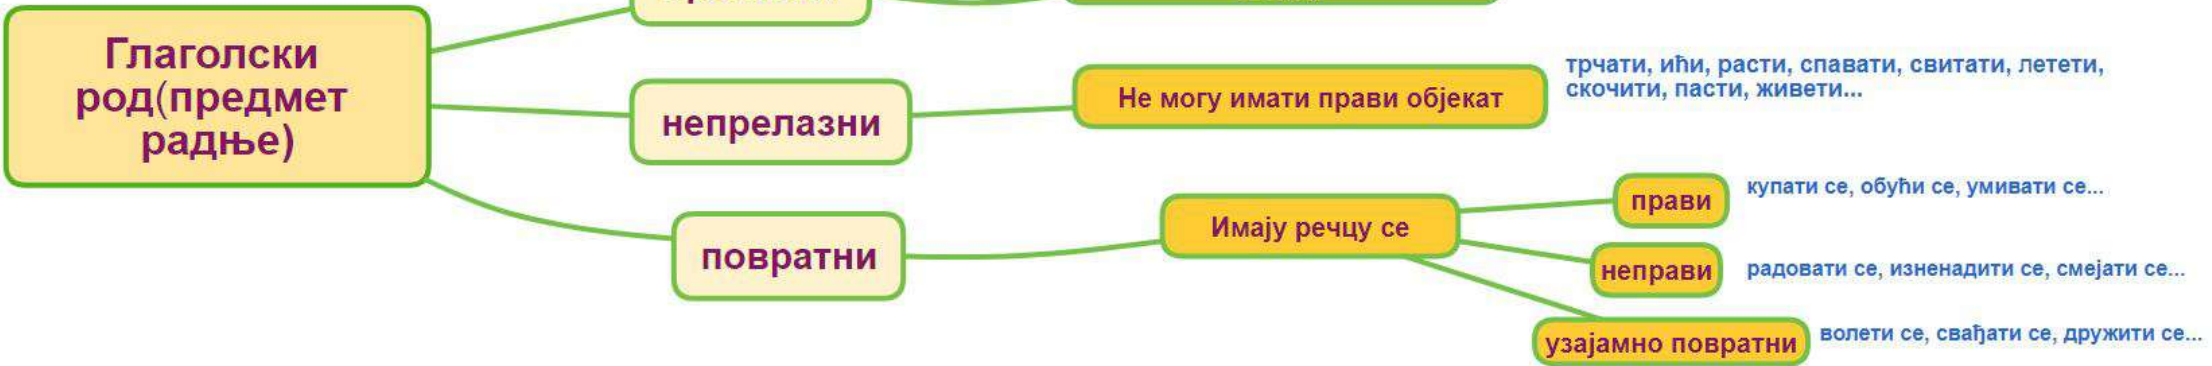 Глаголски
род(предмет
радње)
непрелазни
Не могу имати прави објекат
трчати, ићи, расти, спавати, свитати, летети,
скочити, пасти, живети...
повратни
Имају речцу се
прави
купати се, обући се, умивати се...
неправи
радовати се, изненадити се, смејати се...
узајамно повратни
волети се, свађати се, дружити се...